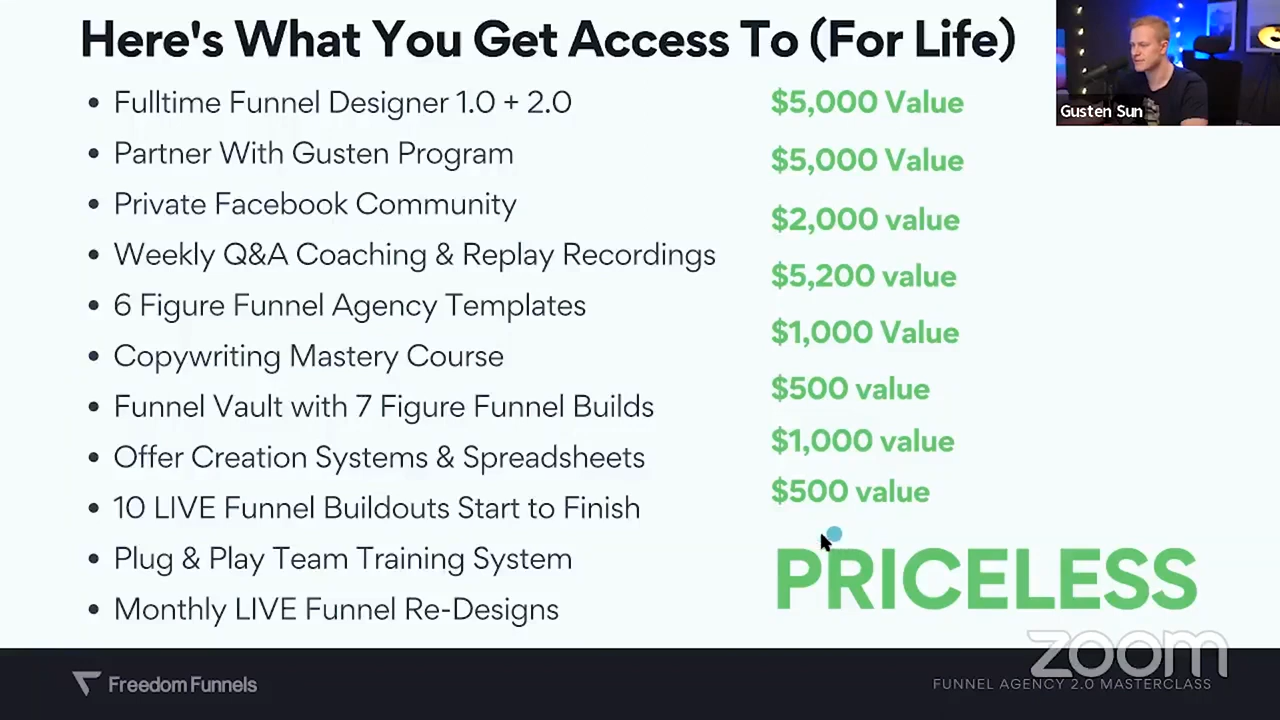 Here's What You Get Access To (For Life)
Gusten Sun
Fulltime Funnel Designer 1.0 + 2.0 $5,000 Value
Partner With Gusten Program $5,000 Value
Private Facebook Community $2,000 value
Weekly Q&A Coaching & Replay Recordings $5,200 value
6 Figure Funnel Agency Templates $1,000 Value
Copywriting Mastery Course $500 value
Funnel Vault with 7 Figure Funnel Builds $1,000 value
Offer Creation Systems & Spreadsheets $500 value
10 LIVE Funnel Buildouts Start to Finish
Plug & Play Team Training System PRICELESS
Monthly LIVE Funnel Re-Designs
zoom
Freedom Funnels
FUNNEL AGENCY 2.0 MASTERCLASS